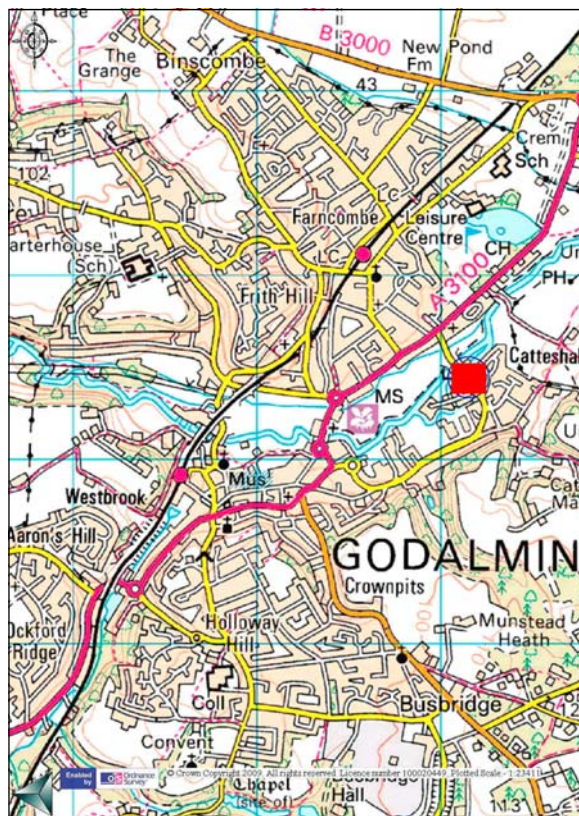 Place
The
Grange
Binscombe
B 3000
New Pond
Fm
43
102
Crem
Sch
LC
Farncombe
Leisure
Centre
arterhouse
(Sch)
LC
CH
Frith Hill
A 3100
PH
Catteshal
MS
Mus
Westbrook
Aaron's Hill
GODALMIN
Crownpits
Ockford
Ridge
Holloway
Hill
Munstead
Heath
Coll
Busbridge
Convent
Enabled
by
Ordnance
Survey
© Crown Copyright 2009. All rights reserved. Licence number 100020449. Plotted Scale - 1:23411
Chapel
(site of)
Hall
113